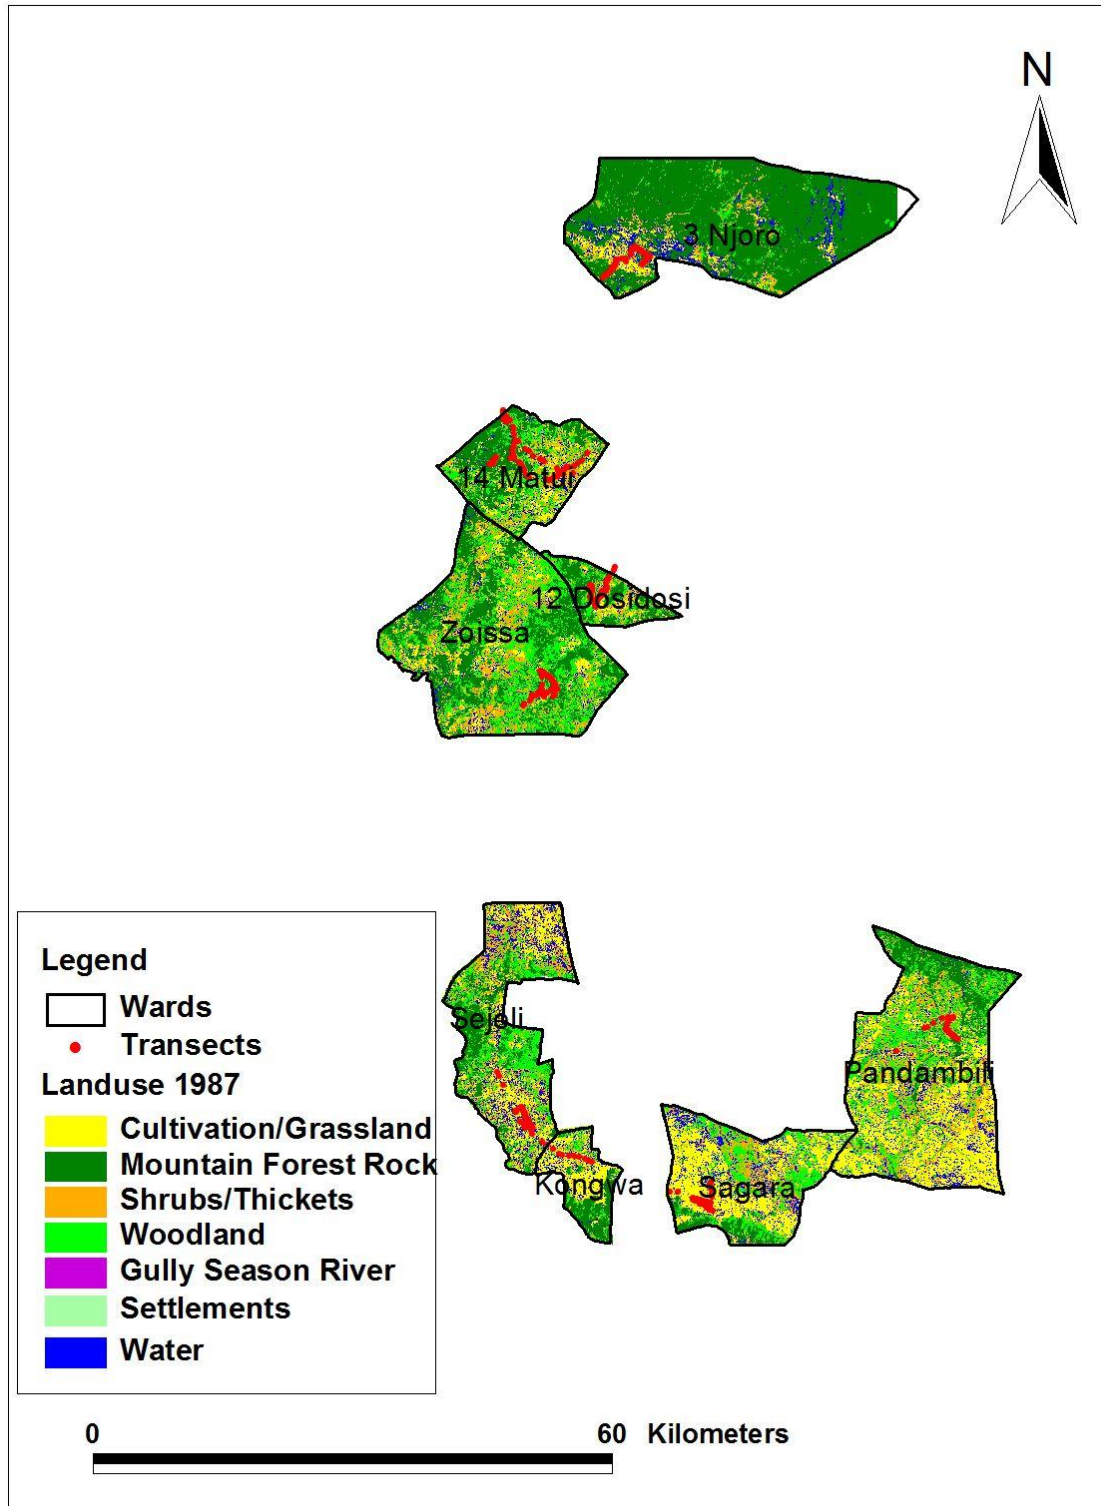 N
3 Njoro
14 Matui
12 Dosidosi
Zoissa
Sejeli
Pandambili
Kongwa
Sagara
Legend
Wards
Transects
Landuse 1987
Cultivation/Grassland
Mountain Forest Rock
Shrubs/Thickets
Woodland
Gully Season River
Settlements
Water
0 60 Kilometers